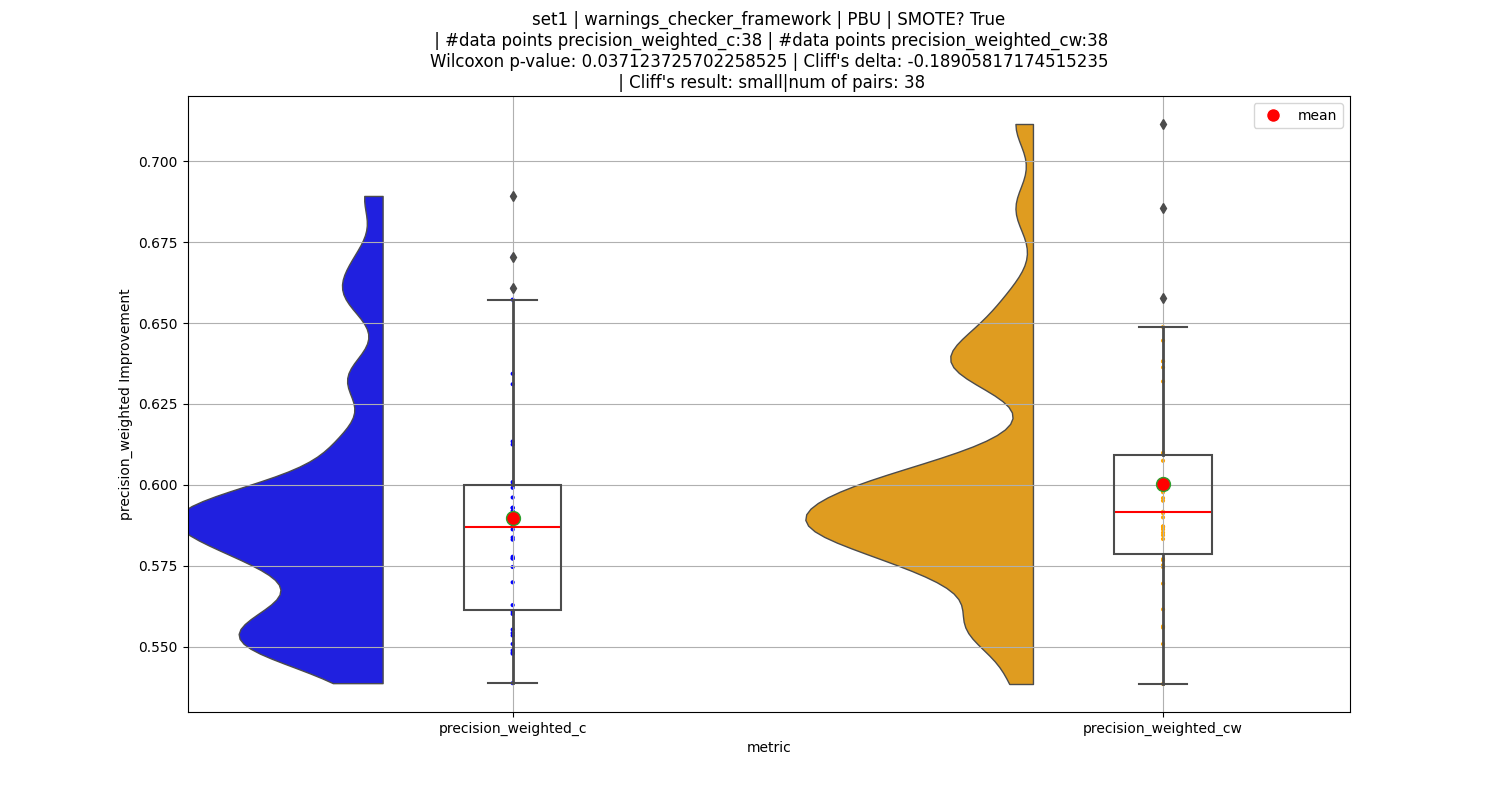 set1 | warnings_checker_framework | PBU | SMOTE? True
| #data points precision_weighted_c:38 | #data points precision_weighted_cw:38
Wilcoxon p-value: 0.037123725702258525 | Cliff's delta: -0.18905817174515235
| Cliff's result: small|num of pairs: 38
mean
0.700
0.675
0.650
0.625
0.600
0.575
0.550
precision_weighted Improvement
precision_weighted_c
precision_weighted_cw
metric